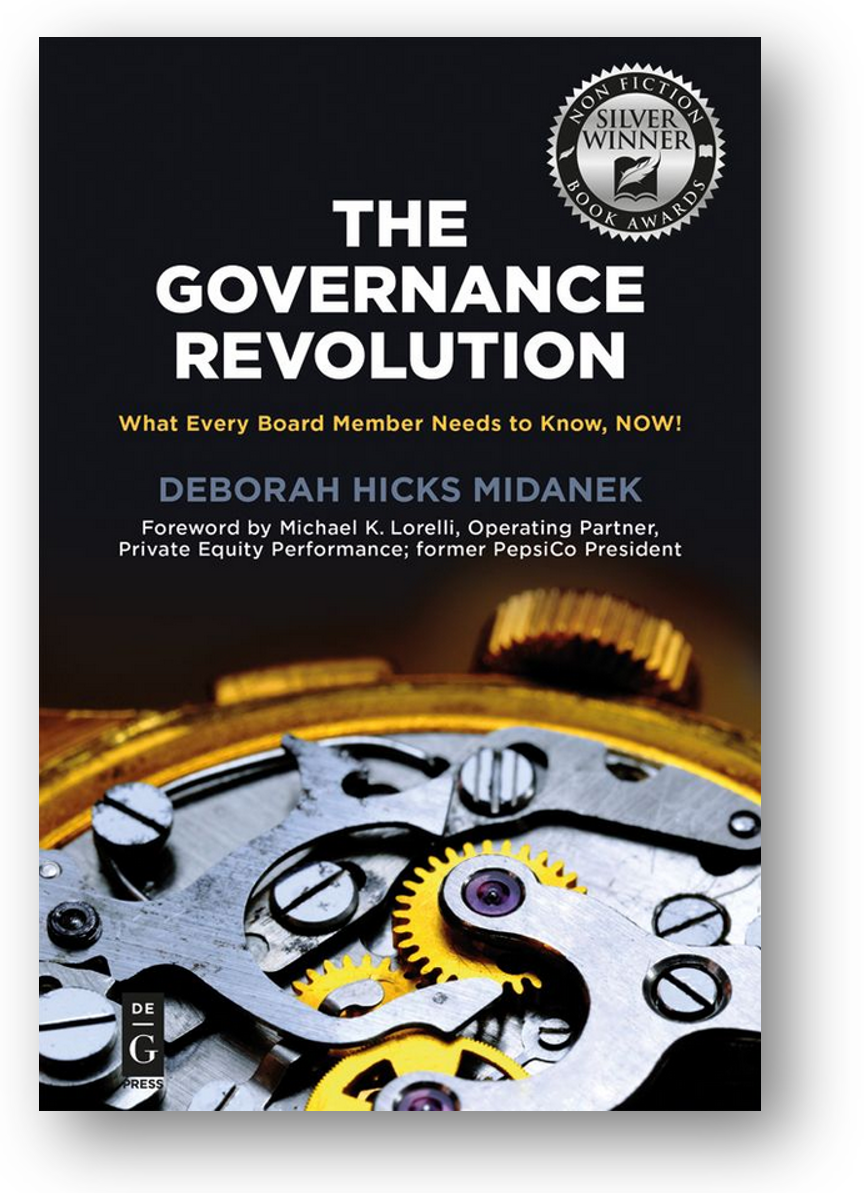 NON FICTION
SILVER
WINNER
BOOK AWARDS
THE
GOVERNANCE
REVOLUTION
What Every Board Member Needs to Know, NOW!
DEBORAH HICKS MIDANEK
Foreword by Michael K. Lorelli, Operating Partner,
Private Equity Performance; former PepsiCo President
DE
G
PRESS